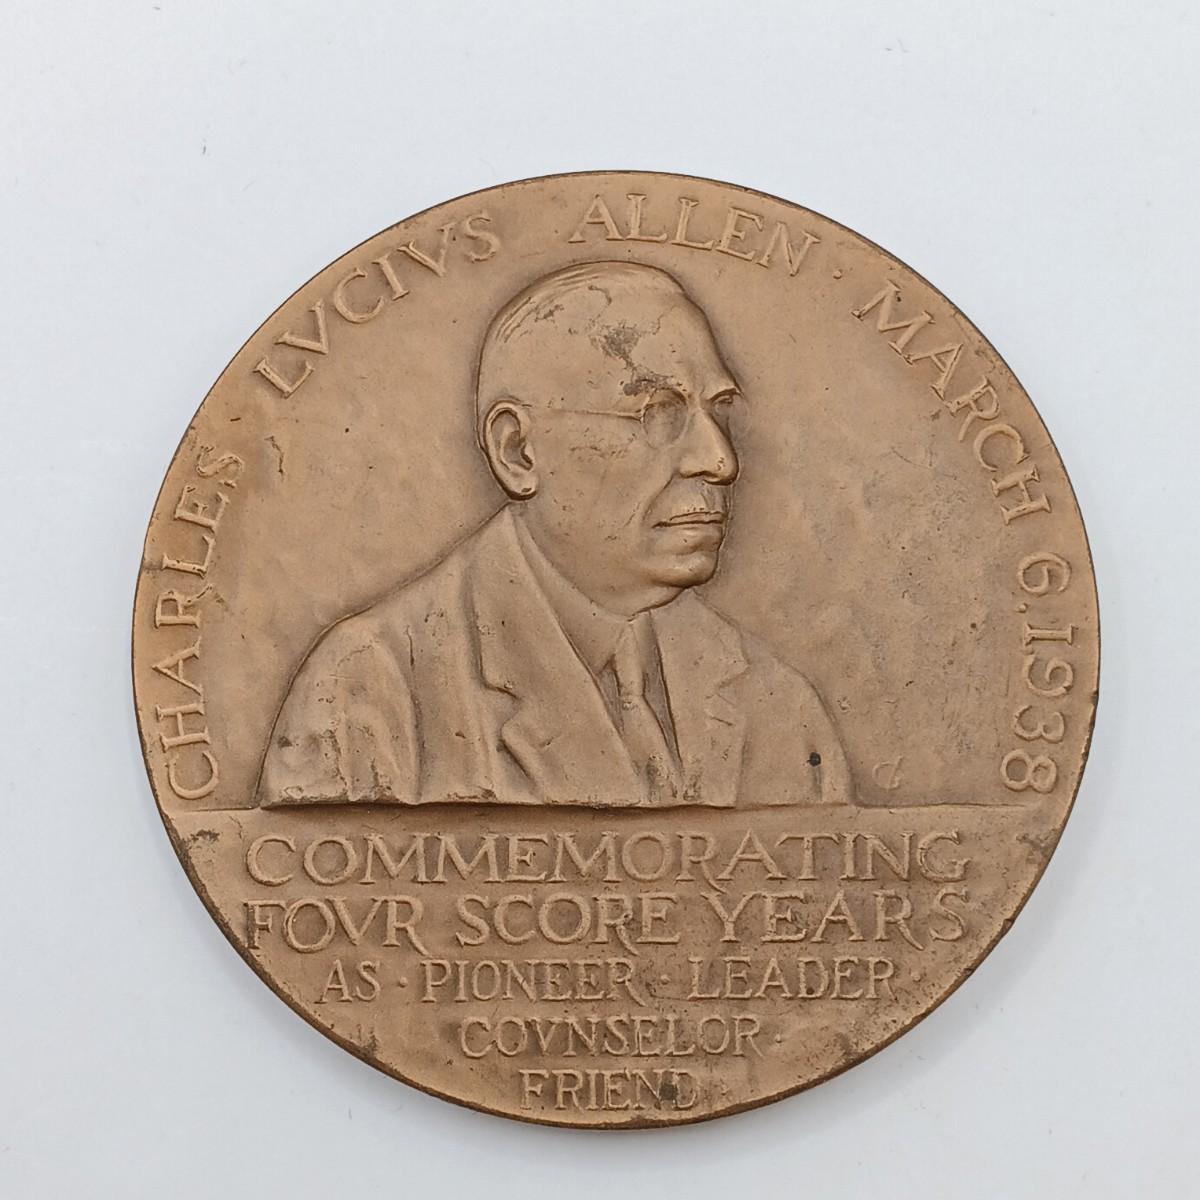 CHARLES LVCIVS ALLEN · MARCH 6.1938
COMMEMORATING
FOVR SCORE YEARS
AS · PIONEER · LEADER ·
COVNSELOR ·
FRIEND